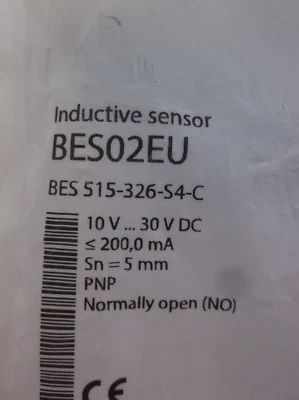 Inductive sensor
BES02EU
BES 515-326-S4-C
10 V ... 30 V DC
≤ 200,0 mA
Sn = 5 mm
PNP
Normally open (NO)
CE